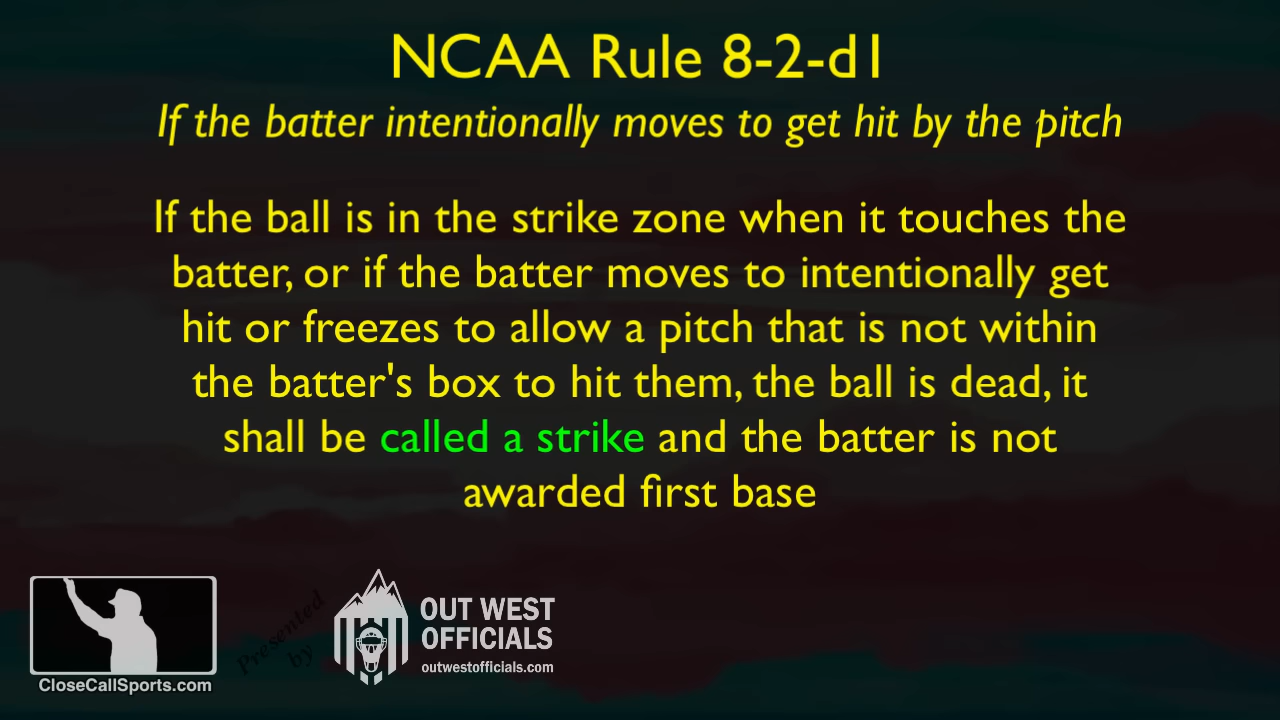 NCAA Rule 8-2-d1
If the batter intentionally moves to get hit by the pitch
If the ball is in the strike zone when it touches the
batter, or if the batter moves to intentionally get
hit or freezes to allow a pitch that is not within
the batter's box to hit them, the ball is dead, it
shall be called a strike and the batter is not
awarded first base
CloseCallSports.com
Presented
by
OUT WEST
OFFICIALS
outwestofficials.com